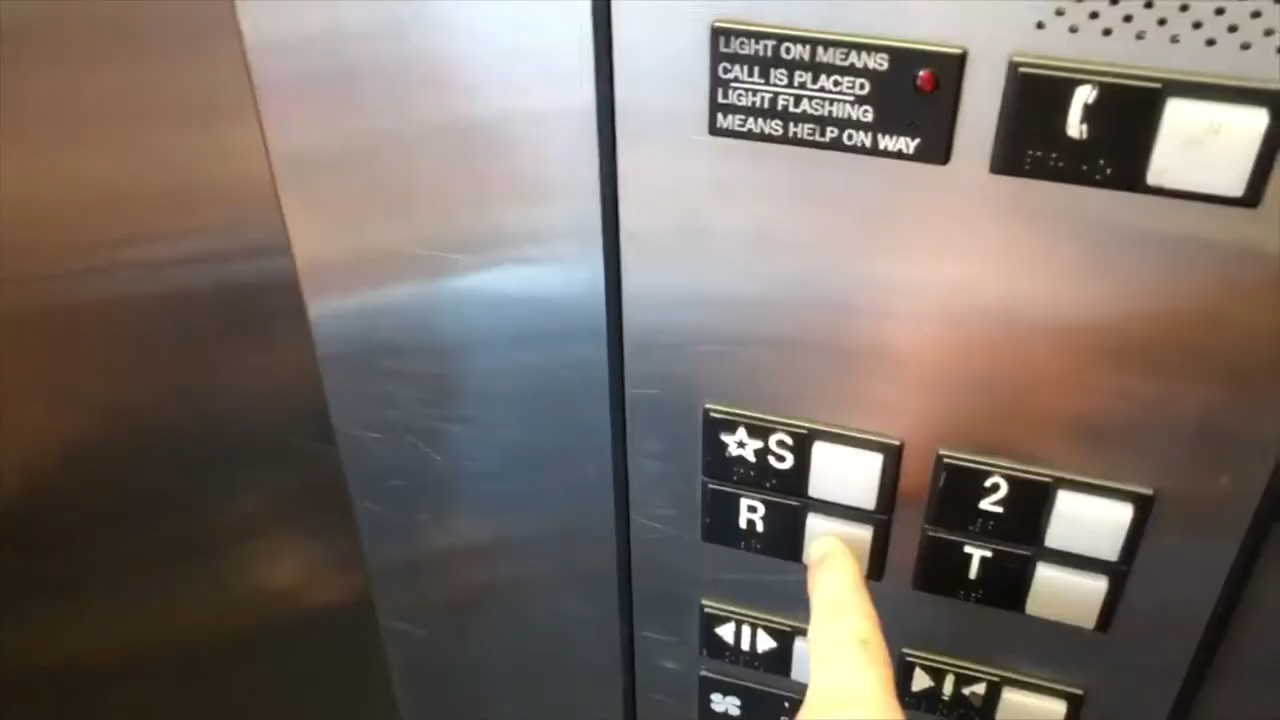 LIGHT ON MEANS
CALL IS PLACED
LIGHT FLASHING
MEANS HELP ON WAY
☆S
2
R
T